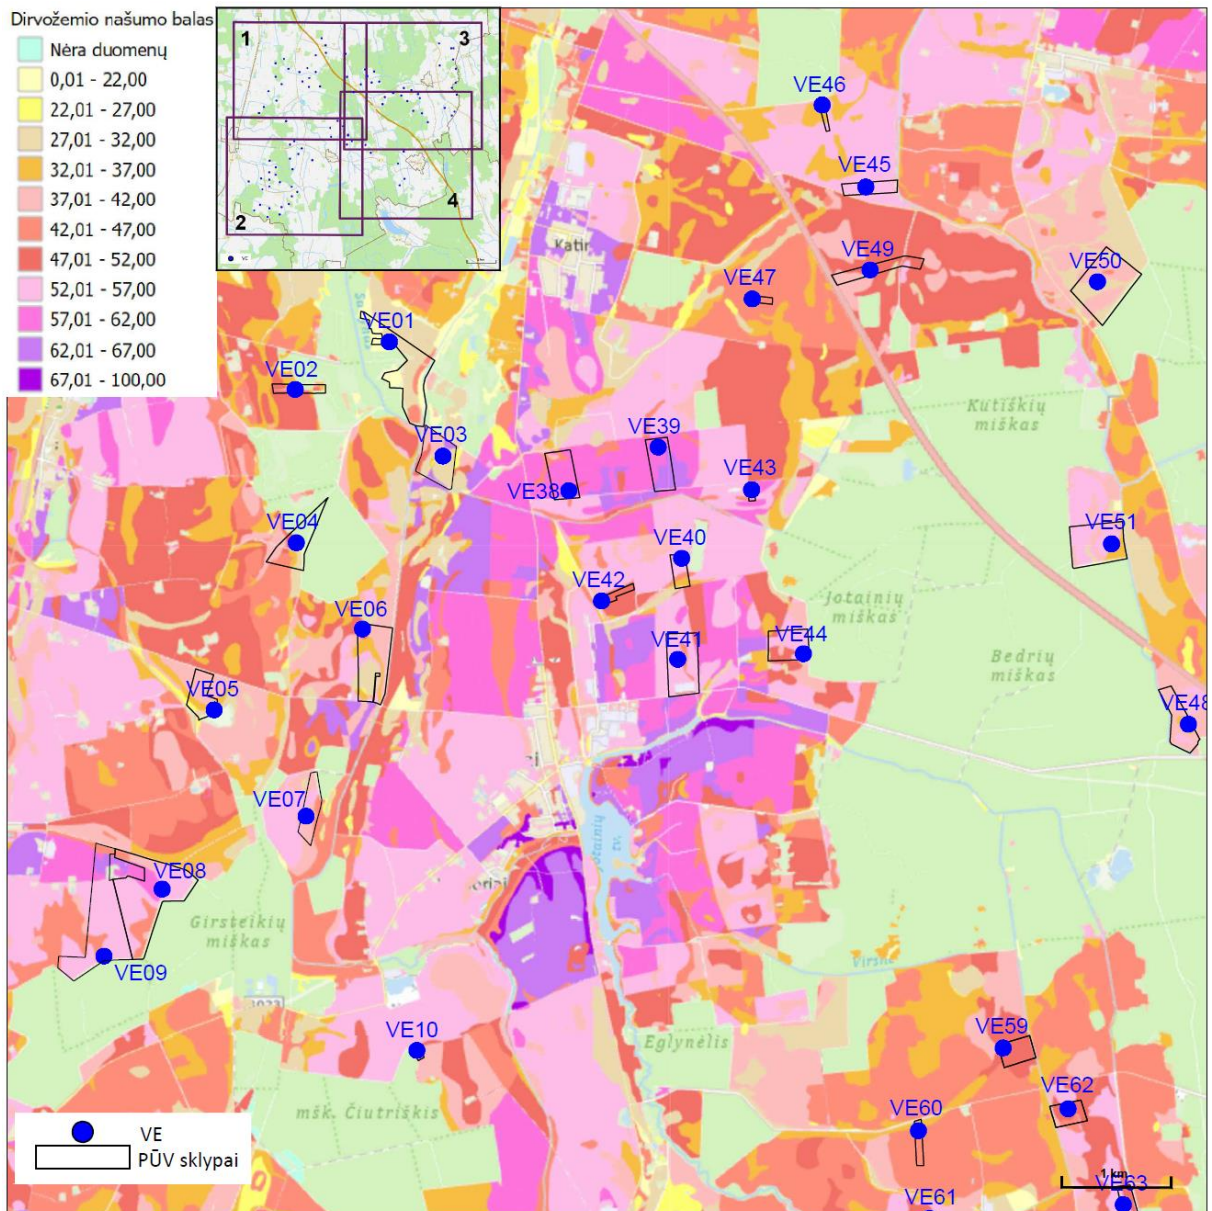 Dirvožemio našumo balas
Nėra duomenų
0,01 - 22,00
22,01 - 27,00
27,01 - 32,00
32,01 - 37,00
37,01 - 42,00
42,01 - 47,00
47,01 - 52,00
52,01 - 57,00
57,01 - 62,00
62,01 - 67,00
67,01 - 100,00
1
3
2
4
VE46
VE45
Katir
VE49
VE50
VE47
VE01
VE02
Kutiškių
miškas
VE39
VE03
VE38
VE43
VE04
VE51
VE40
VE42
Jotainių
miškas
VE06
VE41
VE44
Bedrių
miškas
VE05
VE48
VE07
VE08
Girsteikių
miškas
VE09
VE10
VE59
Eglynėlis
VE62
mšk. Čiutriškis
VE60
VE
PŪV sklypai
1 km
VE61
VE63